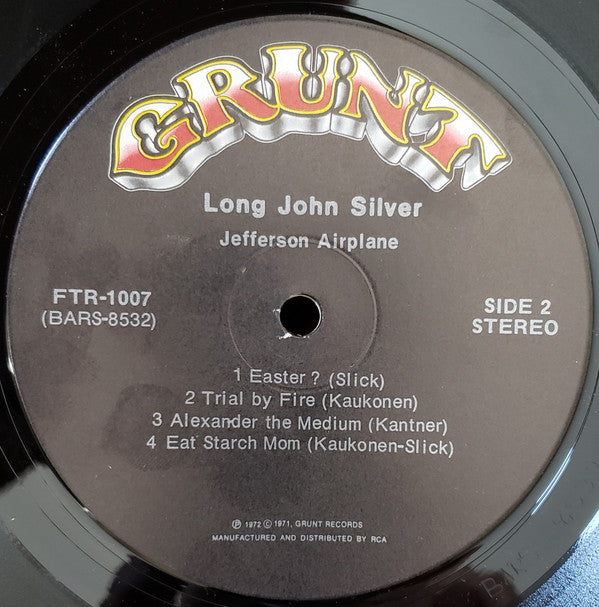 GRUNT
Long John Silver
Jefferson Airplane
FTR-1007
(BARS-8532)
SIDE 2
STEREO
1 Easter ? (Slick)
2 Trial by Fire (Kaukonen)
3 Alexander the Medium (Kantner)
4 Eat Starch Mom (Kaukonen-Slick)
Ⓟ 1972 Ⓒ 1971, GRUNT RECORDS
MANUFACTURED AND DISTRIBUTED BY RCA